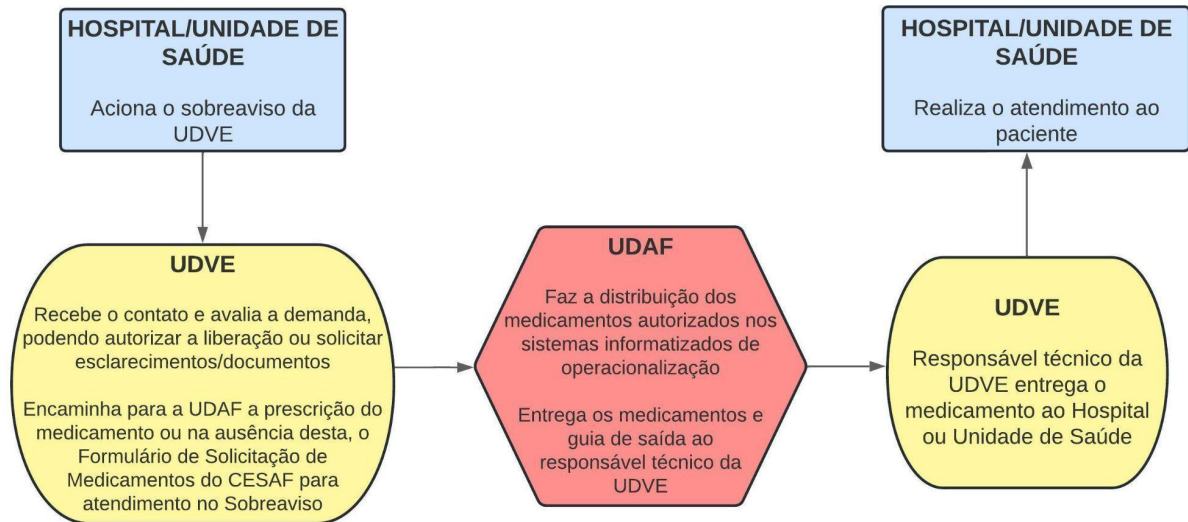 HOSPITAL/UNIDADE DE
SAÚDE
Aciona o sobreaviso da
UDVE
UDVE
Recebe o contato e avalia a demanda,
podendo autorizar a liberação ou solicitar
esclarecimentos/documentos
Encaminha para a UDAF a prescrição do
medicamento ou na ausência desta, o
Formulário de Solicitação de
Medicamentos do CESAF para
atendimento no Sobreaviso
UDAF
Faz a distribuição dos
medicamentos autorizados nos
sistemas informatizados de
operacionalização
Entrega os medicamentos e
guia de saída ao
responsável técnico da
UDVE
UDVE
Responsável técnico da
UDVE entrega o
medicamento ao Hospital
ou Unidade de Saúde
HOSPITAL/UNIDADE DE
SAÚDE
Realiza o atendimento ao
paciente